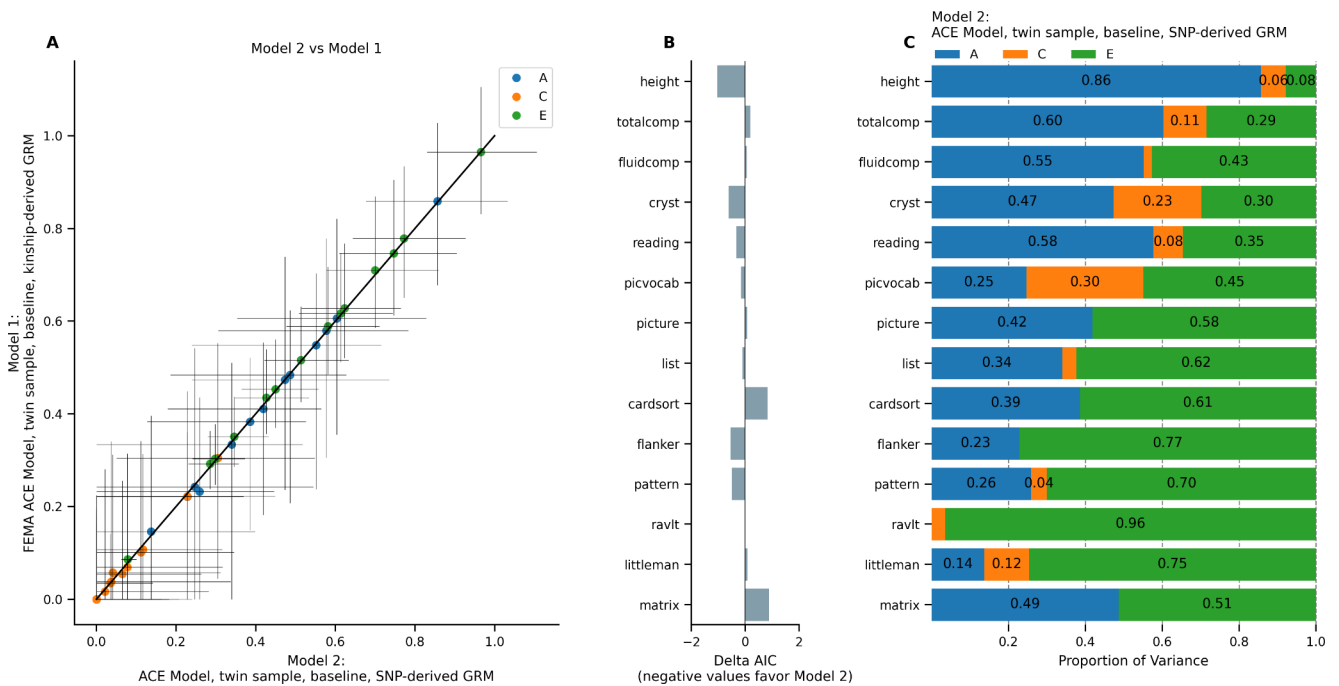 A
Model 2 vs Model 1
A
C
E
1.0
0.8
0.6
0.4
0.2
0.0
Model 1:
FEMA ACE Model, twin sample, baseline, kinship-derived GRM
0.0
0.2
0.4
0.6
0.8
1.0
Model 2:
ACE Model, twin sample, baseline, SNP-derived GRM
B
height
totalcomp
fluidcomp
cryst
reading
picvocab
picture
list
cardsort
flanker
pattern
ravlt
littleman
matrix
−2
0
2
Delta AIC
(negative values favor Model 2)
Model 2:
ACE Model, twin sample, baseline, SNP-derived GRM
C
A
C
E
height 0.86 0.06 0.08
totalcomp 0.60 0.11 0.29
fluidcomp 0.55 0.43
cryst 0.47 0.23 0.30
reading 0.58 0.08 0.35
picvocab 0.25 0.30 0.45
picture 0.42 0.58
list 0.34 0.62
cardsort 0.39 0.61
flanker 0.23 0.77
pattern 0.26 0.04 0.70
ravlt 0.96
littleman 0.14 0.12 0.75
matrix 0.49 0.51
0.2
0.4
0.6
0.8
1.0
Proportion of Variance